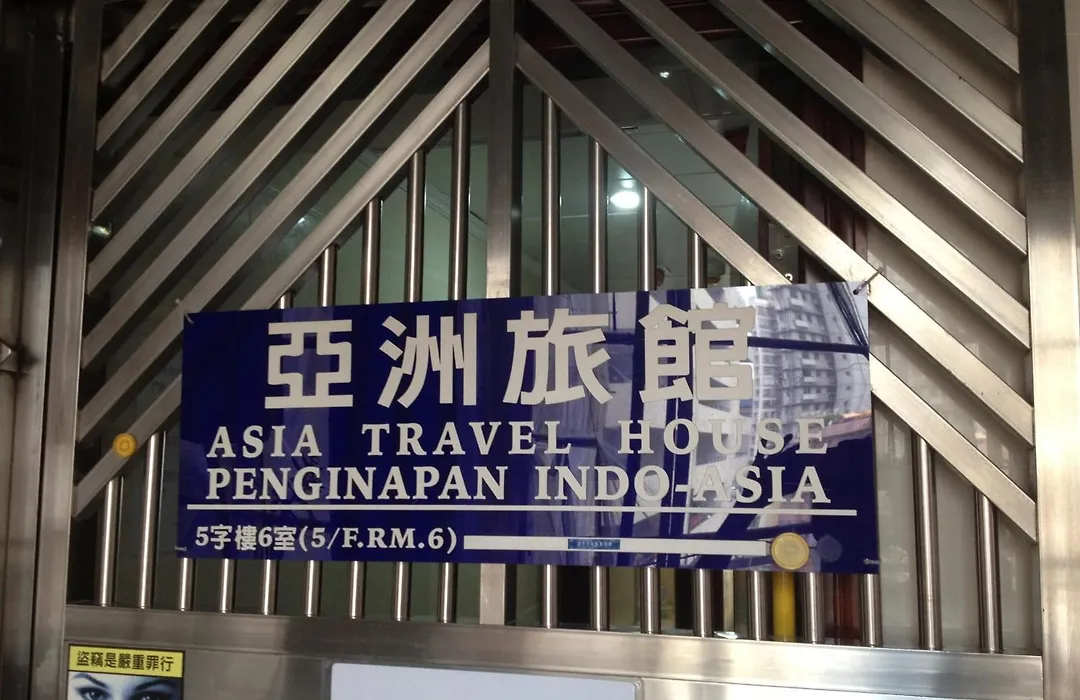 亞洲旅館
ASIA TRAVEL HOUSE
PENGINAPAN INDO-ASIA
5字樓6室(5/F.RM.6)
盜竊是嚴重罪行